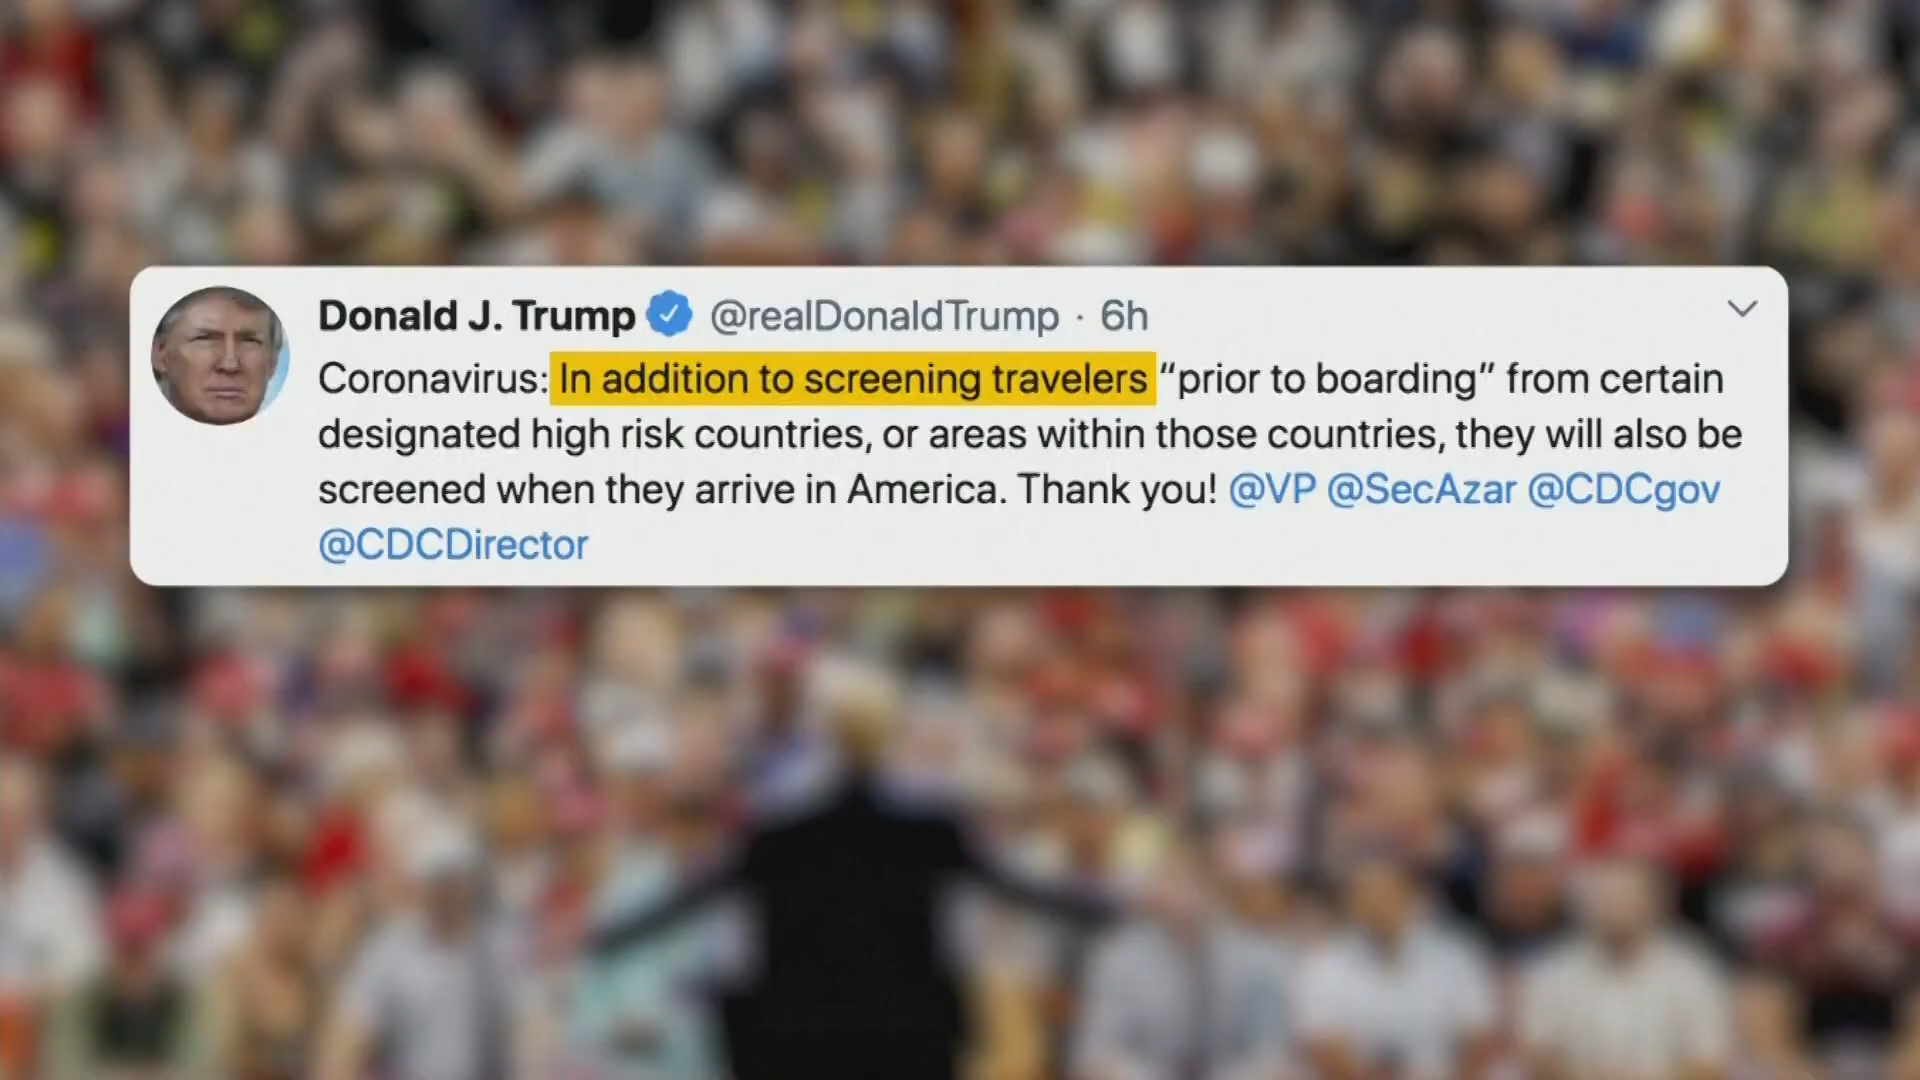 Donald J. Trump @realDonaldTrump · 6h
Coronavirus: In addition to screening travelers “prior to boarding” from certain
designated high risk countries, or areas within those countries, they will also be
screened when they arrive in America. Thank you! @VP @SecAzar @CDCgov
@CDCDirector